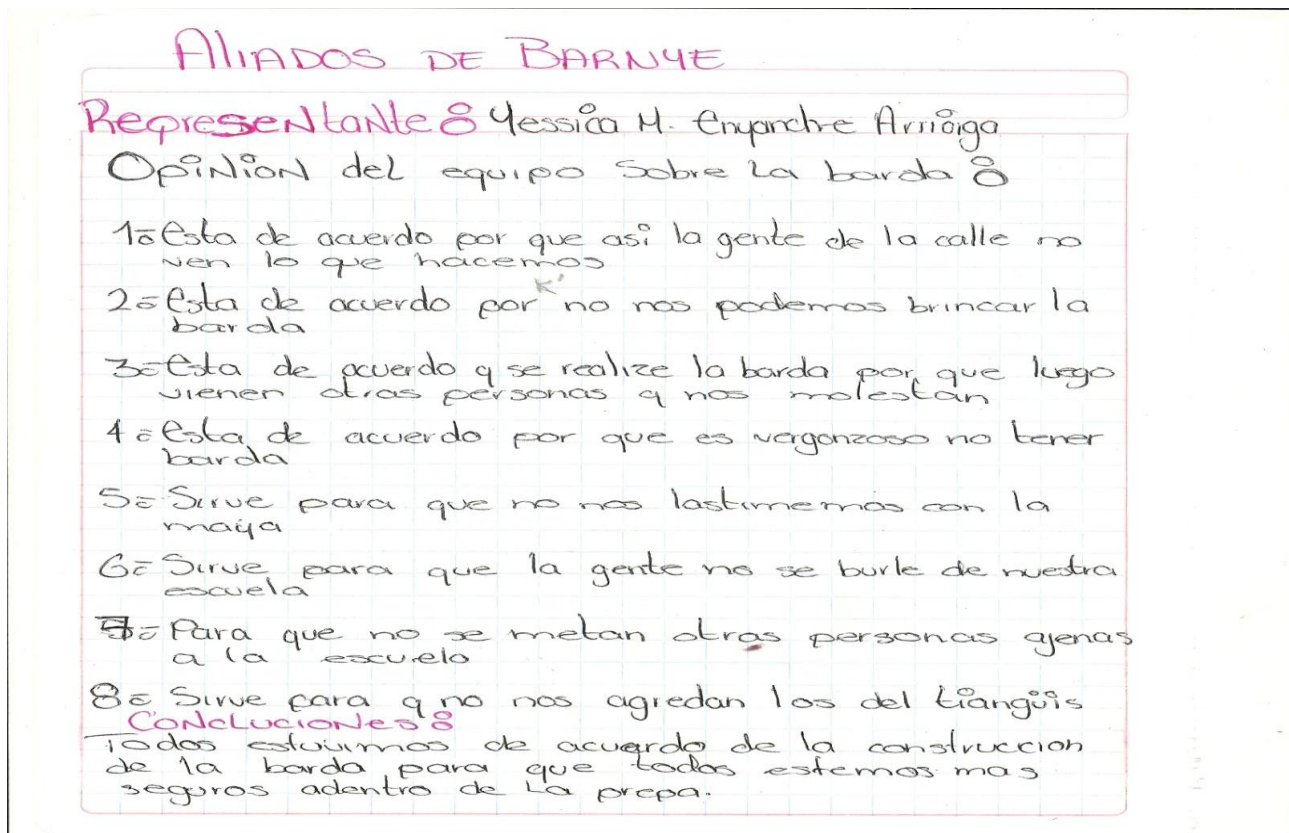 ALIADOS DE BARNYE
Representante: Yessica M. Arriaiga
OpiNioN del equipo Sobre La barda:
1= Esta de acuerdo por que asi la gente de la calle no
ven lo que hacemos
2= Esta de acuerdo por no nos podemos brincar la
barda
3= Esta de acuerdo q se realize la barda por que luego
vienen otras personas q nos molestan
4= Esta de acuerdo por que es vergonzoso no tener
barda
5= Sirve para que no nos lastimemos con la
maya
6= Sirve para que la gente no se burle de nuestra
escuela
7= Para que no se metan otras personas ajenas
a la escuela
8= Sirve para q no nos agredan los del tianguis
CONCLUCIONES:
Todos estuvimos de acuerdo de la construccion
de la barda para que todos estemos mas
seguros adentro de La prepa.